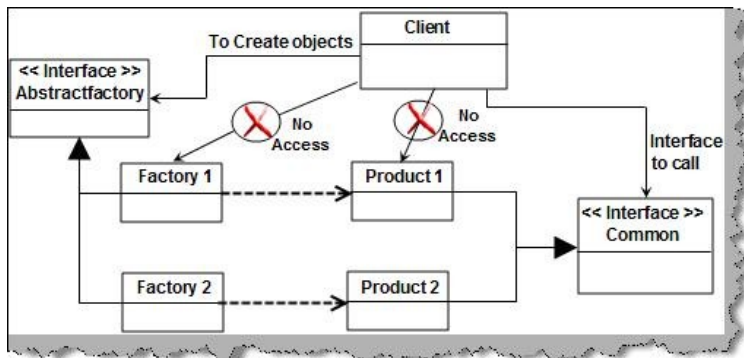 Client
To Create objects
<< Interface >>
Abstractfactory
No
Access
No
Access
Interface
to call
Factory 1
Product 1
<< Interface >>
Common
Factory 2
Product 2